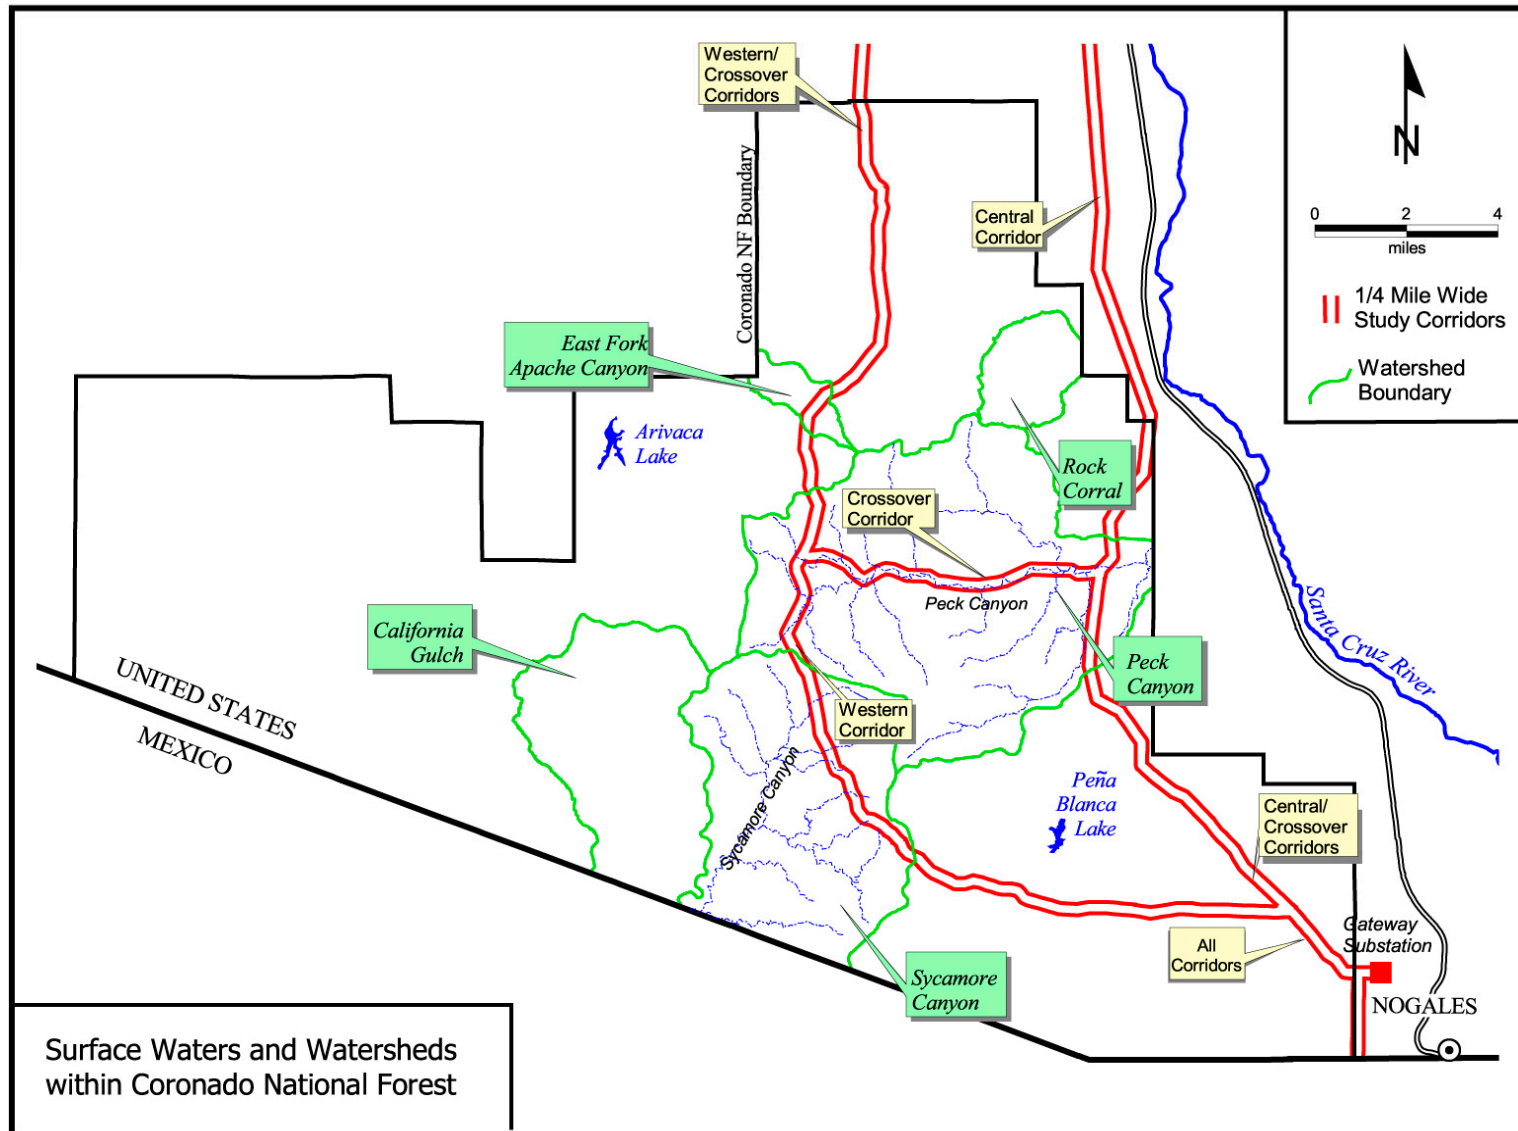 Western/
Crossover
Corridors
Coronado NF Boundary
Central
Corridor
N
0 2 4
miles
1/4 Mile Wide
Study Corridors
Watershed
Boundary
East Fork
Apache Canyon
Arivaca
Lake
Rock
Corral
Crossover
Corridor
Peck Canyon
Santa Cruz River
California
Gulch
Peck
Canyon
UNITED STATES
MEXICO
Western
Corridor
Sycamore Canyon
Peña
Blanca
Lake
Central/
Crossover
Corridors
All
Corridors
Gateway
Substation
Sycamore
Canyon
NOGALES
Surface Waters and Watersheds
within Coronado National Forest